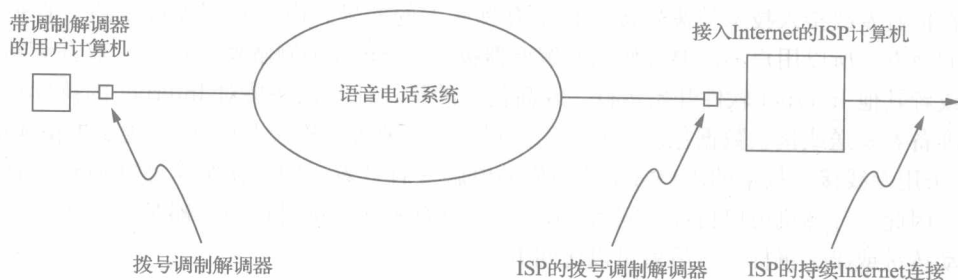 带调制解调器
的用户计算机
接入Internet的ISP计算机
语音电话系统
拨号调制解调器
ISP的拨号调制解调器
ISP的持续Internet连接